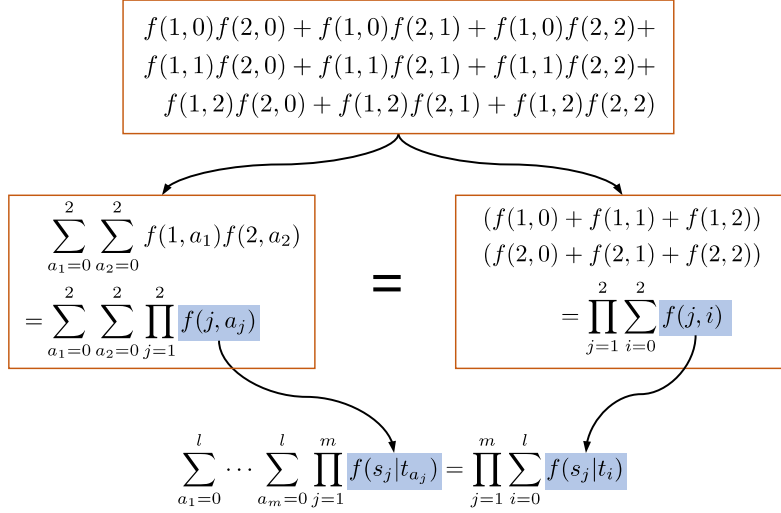 f(1,0)f(2,0) + f(1,0)f(2,1) + f(1,0)f(2,2)+
f(1,1)f(2,0) + f(1,1)f(2,1) + f(1,1)f(2,2)+
f(1,2)f(2,0) + f(1,2)f(2,1) + f(1,2)f(2,2)
\sum_{a_1=0}^{2} \sum_{a_2=0}^{2} f(1,a_1)f(2,a_2)
= \sum_{a_1=0}^{2} \sum_{a_2=0}^{2} \prod_{j=1}^{2} f(j,a_j)
=
(f(1,0) + f(1,1) + f(1,2))
(f(2,0) + f(2,1) + f(2,2))
= \prod_{j=1}^{2} \sum_{i=0}^{2} f(j,i)
\sum_{a_1=0}^{l} \cdots \sum_{a_m=0}^{l} \prod_{j=1}^{m} f(s_j|t_{a_j}) = \prod_{j=1}^{m} \sum_{i=0}^{l} f(s_j|t_i)